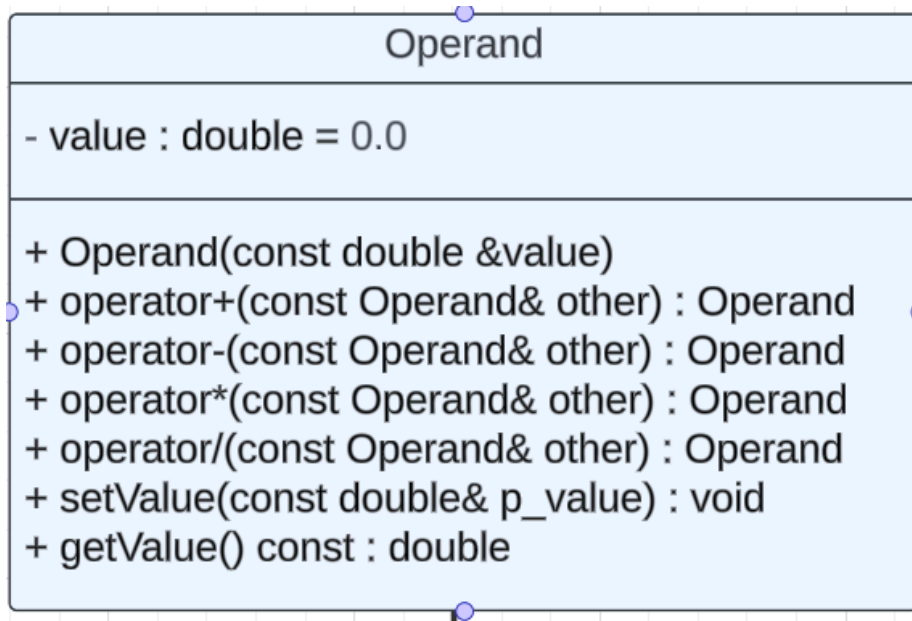 Operand
- value : double = 0.0
+ Operand(const double &value)
+ operator+(const Operand& other) : Operand
+ operator-(const Operand& other) : Operand
+ operator*(const Operand& other) : Operand
+ operator/(const Operand& other) : Operand
+ setValue(const double& p_value) : void
+ getValue() const : double